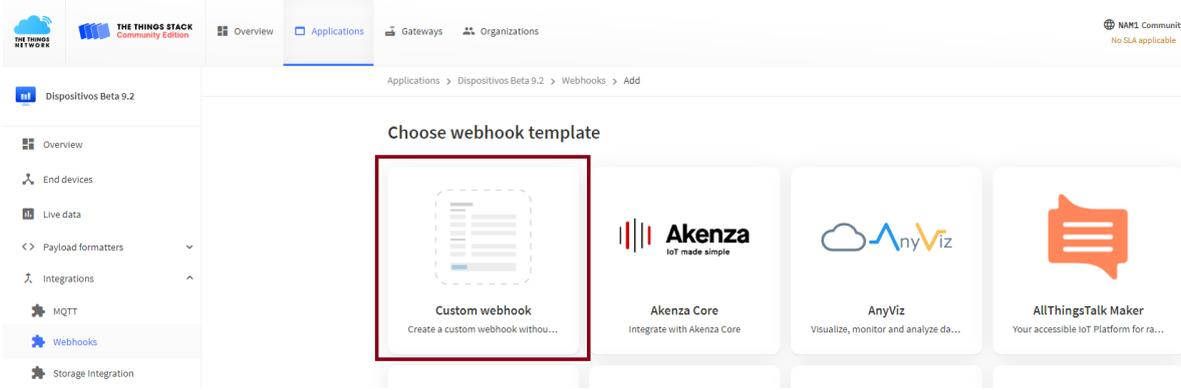 THE THINGS
NETWORK
THE THINGS STACK
Community Edition
Overview
Applications
Gateways
Organizations
NAM1 Communit
No SLA applicable
Applications > Dispositivos Beta 9.2 > Webhooks > Add
Dispositivos Beta 9.2
Overview
End devices
Live data
Payload formatters
Integrations
MQTT
Webhooks
Storage Integration
Choose webhook template
Custom webhook
Create a custom webhook withou...
Akenza
IoT made simple
Akenza Core
Integrate with Akenza Core
AnyViz
AnyViz
Visualize, monitor and analyze da...
AllThingsTalk Maker
Your accessible IoT Platform for ra...